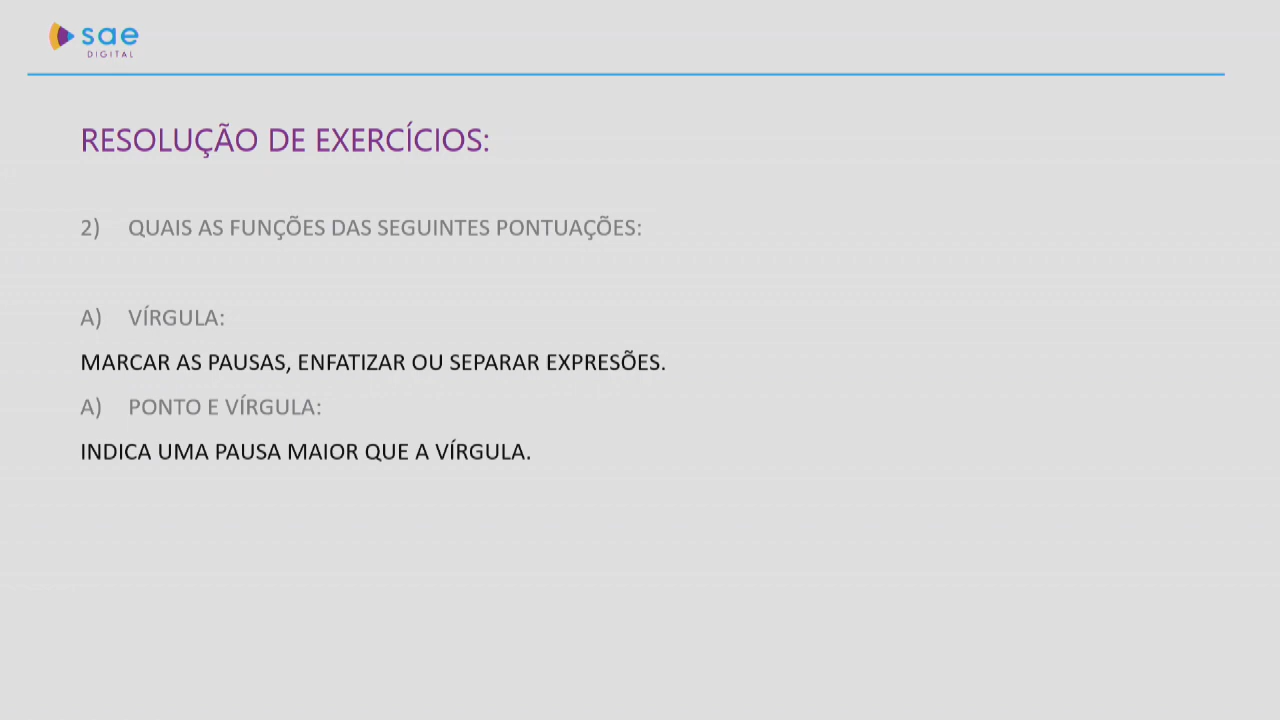 sae
DIGITAL
RESOLUÇÃO DE EXERCÍCIOS:
2) QUAIS AS FUNÇÕES DAS SEGUINTES PONTUAÇÕES:
A) VÍRGULA:
MARCAR AS PAUSAS, ENFATIZAR OU SEPARAR EXPRESÕES.
A) PONTO E VÍRGULA:
INDICA UMA PAUSA MAIOR QUE A VÍRGULA.